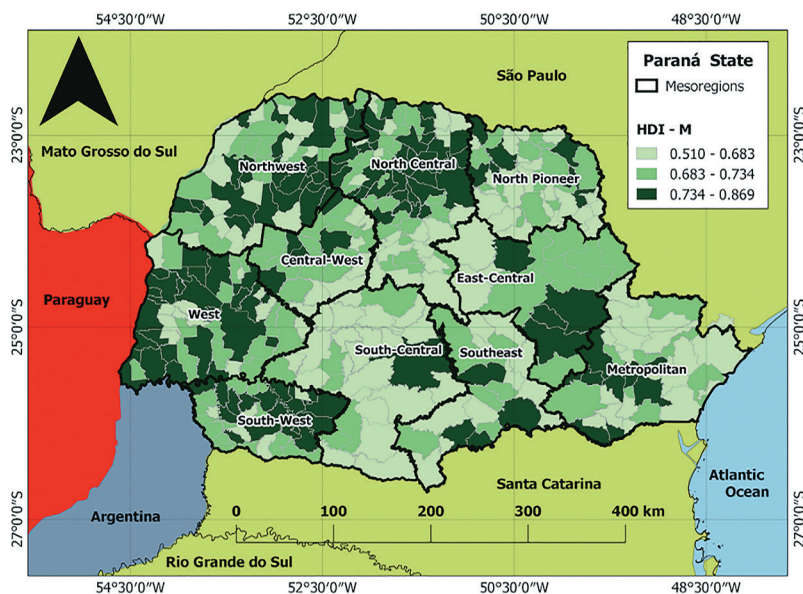 54°30'0"W 52°30'0"W 50°30'0"W 48°30'0"W
São Paulo
Paraná State
Mesoregions
HDI - M
0.510 - 0.683
0.683 - 0.734
0.734 - 0.869
23°0'0"S
23°0'0"S
Mato Grosso do Sul
Northwest
North Central
North Pioneer
Central-West
East-Central
Paraguay
West
25°0'0"S
25°0'0"S
South-Central
Southeast
Metropolitan
South-West
Santa Catarina
Atlantic
Ocean
Argentina
0 100 200 400 km
27°0'0"S
27°0'0"S
Rio Grande do Sul
54°30'0"W 52°30'0"W 50°30'0"W 48°30'0"W